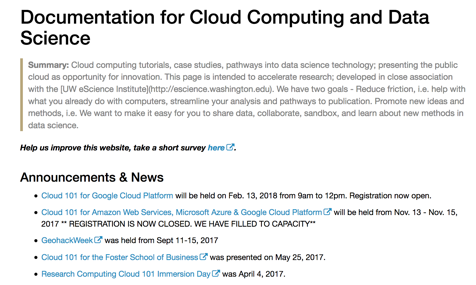 Documentation for Cloud Computing and Data
Science
Summary: Cloud computing tutorials, case studies, pathways into data science technology; presenting the public
cloud as opportunity for innovation. This page is intended to accelerate research; developed in close association
with the [UW eScience Institute](http://escience.washington.edu). We have two goals - Reduce friction, i.e. help with
what you already do with computers, streamline your analysis and pathways to publication. Promote new ideas and
methods, i.e. We want to make it easy for you to share data, collaborate, sandbox, and learn about new methods in
data science.
Help us improve this website, take a short survey here.
Announcements & News
Cloud 101 for Google Cloud Platform will be held on Feb. 13, 2018 from 9am to 12pm. Registration now open.
Cloud 101 for Amazon Web Services, Microsoft Azure & Google Cloud Platform will be held from Nov. 13 - Nov. 15,
2017 ** REGISTRATION IS NOW CLOSED. WE HAVE FILLED TO CAPACITY**
GeohackWeek was held from Sept 11-15, 2017
Cloud 101 for the Foster School of Business was presented on May 25, 2017.
Research Computing Cloud 101 Immersion Day was April 4, 2017.